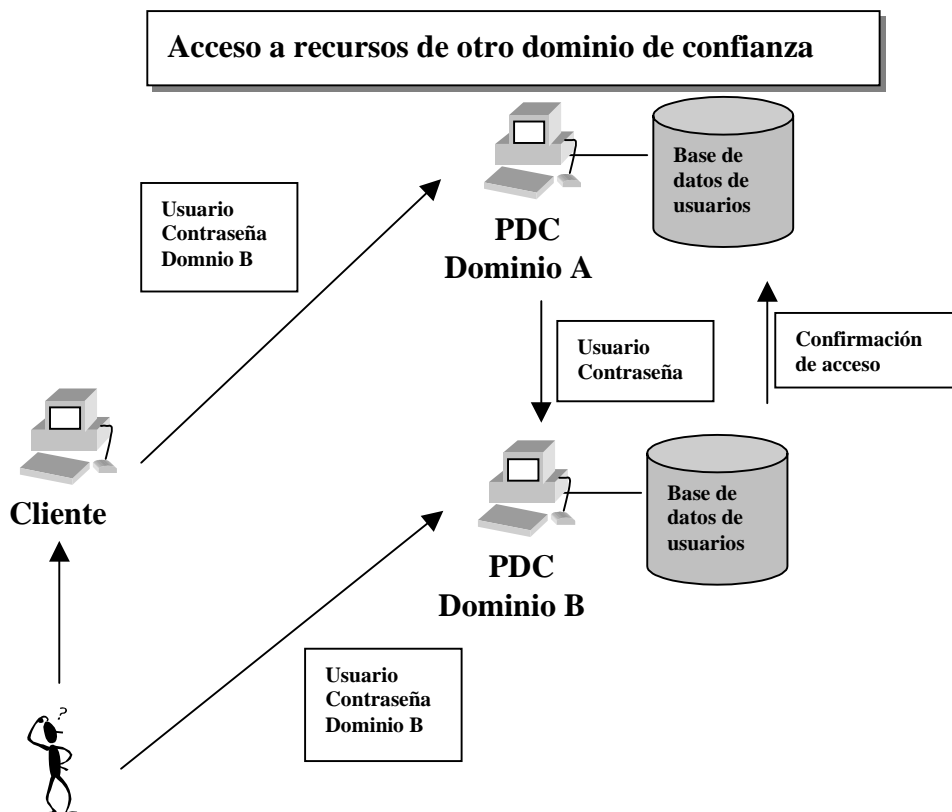 Acceso a recursos de otro dominio de confianza
Base de
datos de
usuarios
Usuario
Contraseña
Domnio B
PDC
Dominio A
Usuario
Contraseña
Confirmación
de acceso
Cliente
Base de
datos de
usuarios
PDC
Dominio B
Usuario
Contraseña
Dominio B
?